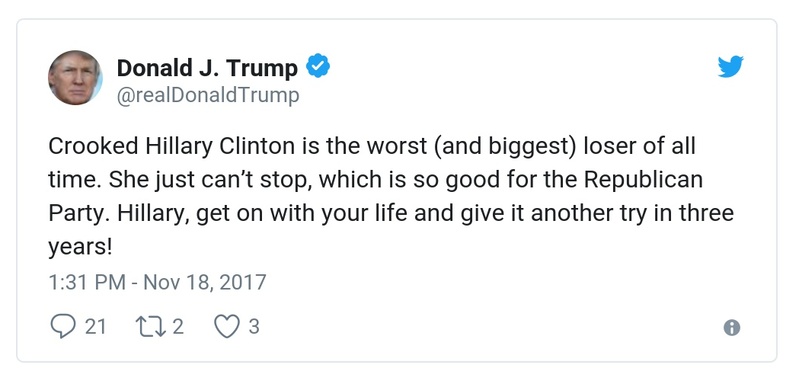 Donald J. Trump
@realDonaldTrump
Crooked Hillary Clinton is the worst (and biggest) loser of all
time. She just can’t stop, which is so good for the Republican
Party. Hillary, get on with your life and give it another try in three
years!
1:31 PM - Nov 18, 2017
21 2 3